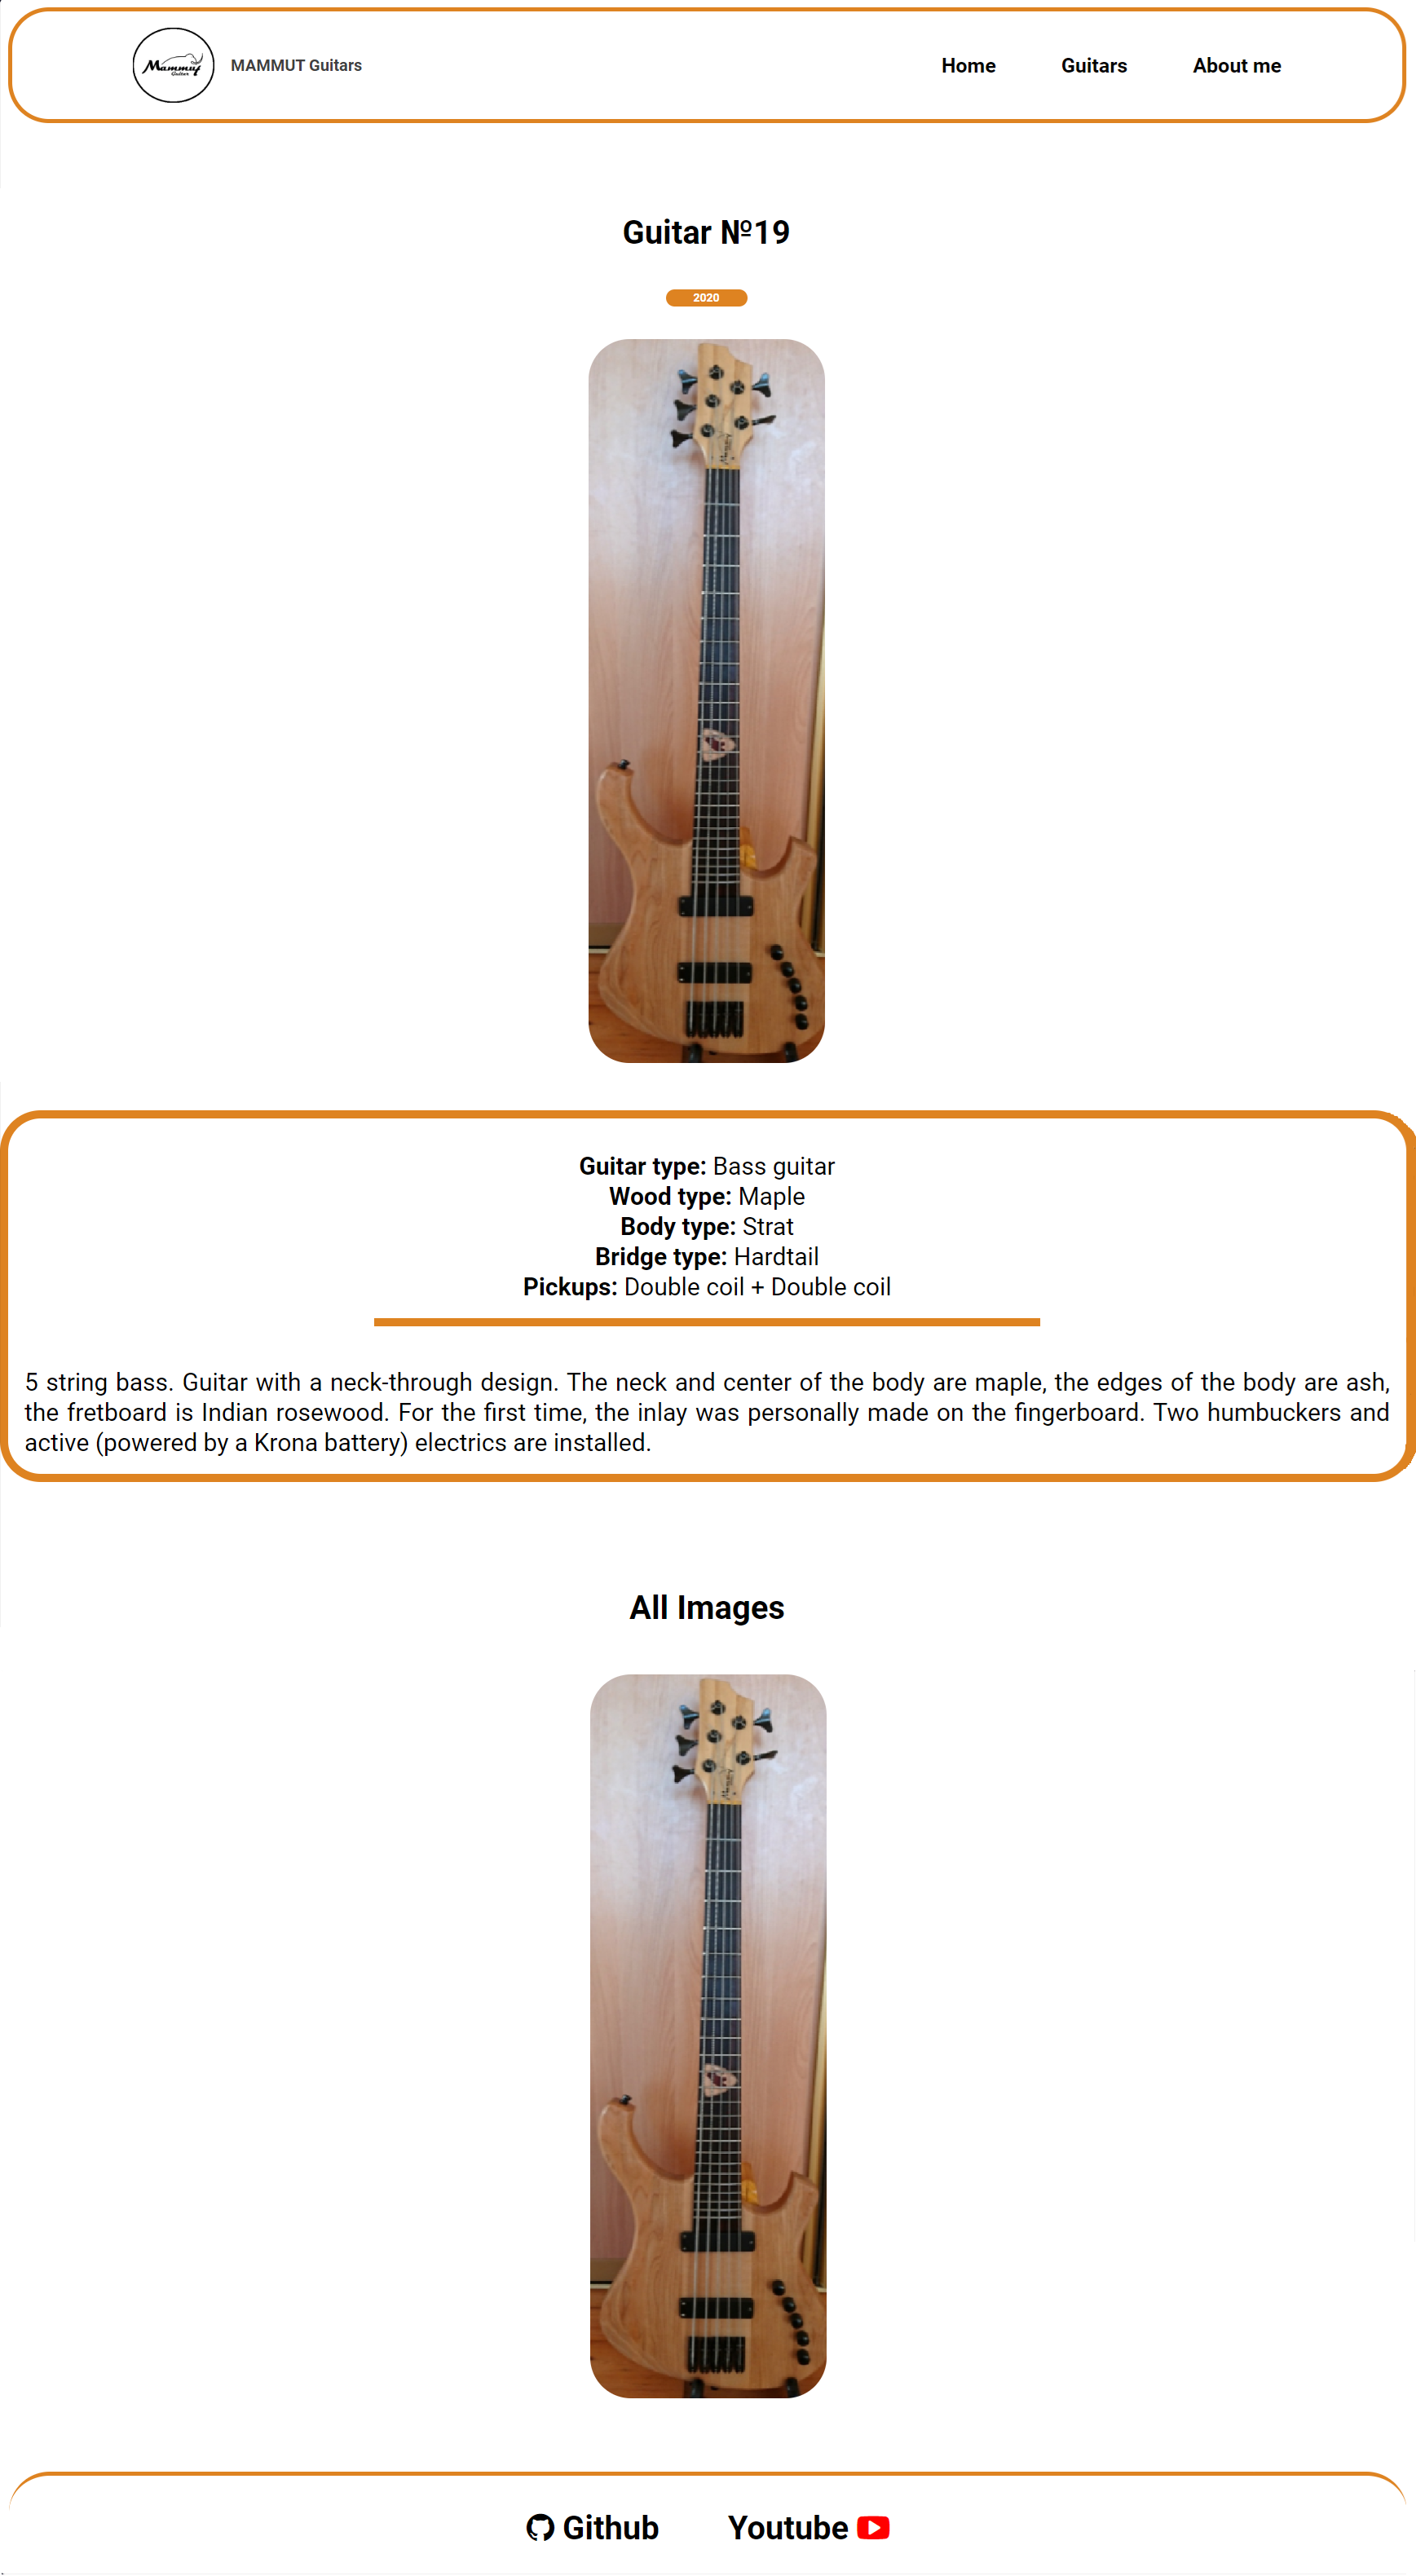 Mammut
Guitar
MAMMUT Guitars
Home
Guitars
About me
Guitar №19
2020
Guitar type: Bass guitar
Wood type: Maple
Body type: Strat
Bridge type: Hardtail
Pickups: Double coil + Double coil
5 string bass. Guitar with a neck-through design. The neck and center of the body are maple, the edges of the body are ash,
the fretboard is Indian rosewood. For the first time, the inlay was personally made on the fingerboard. Two humbuckers and
active (powered by a Krona battery) electrics are installed.
All Images
Github
Youtube